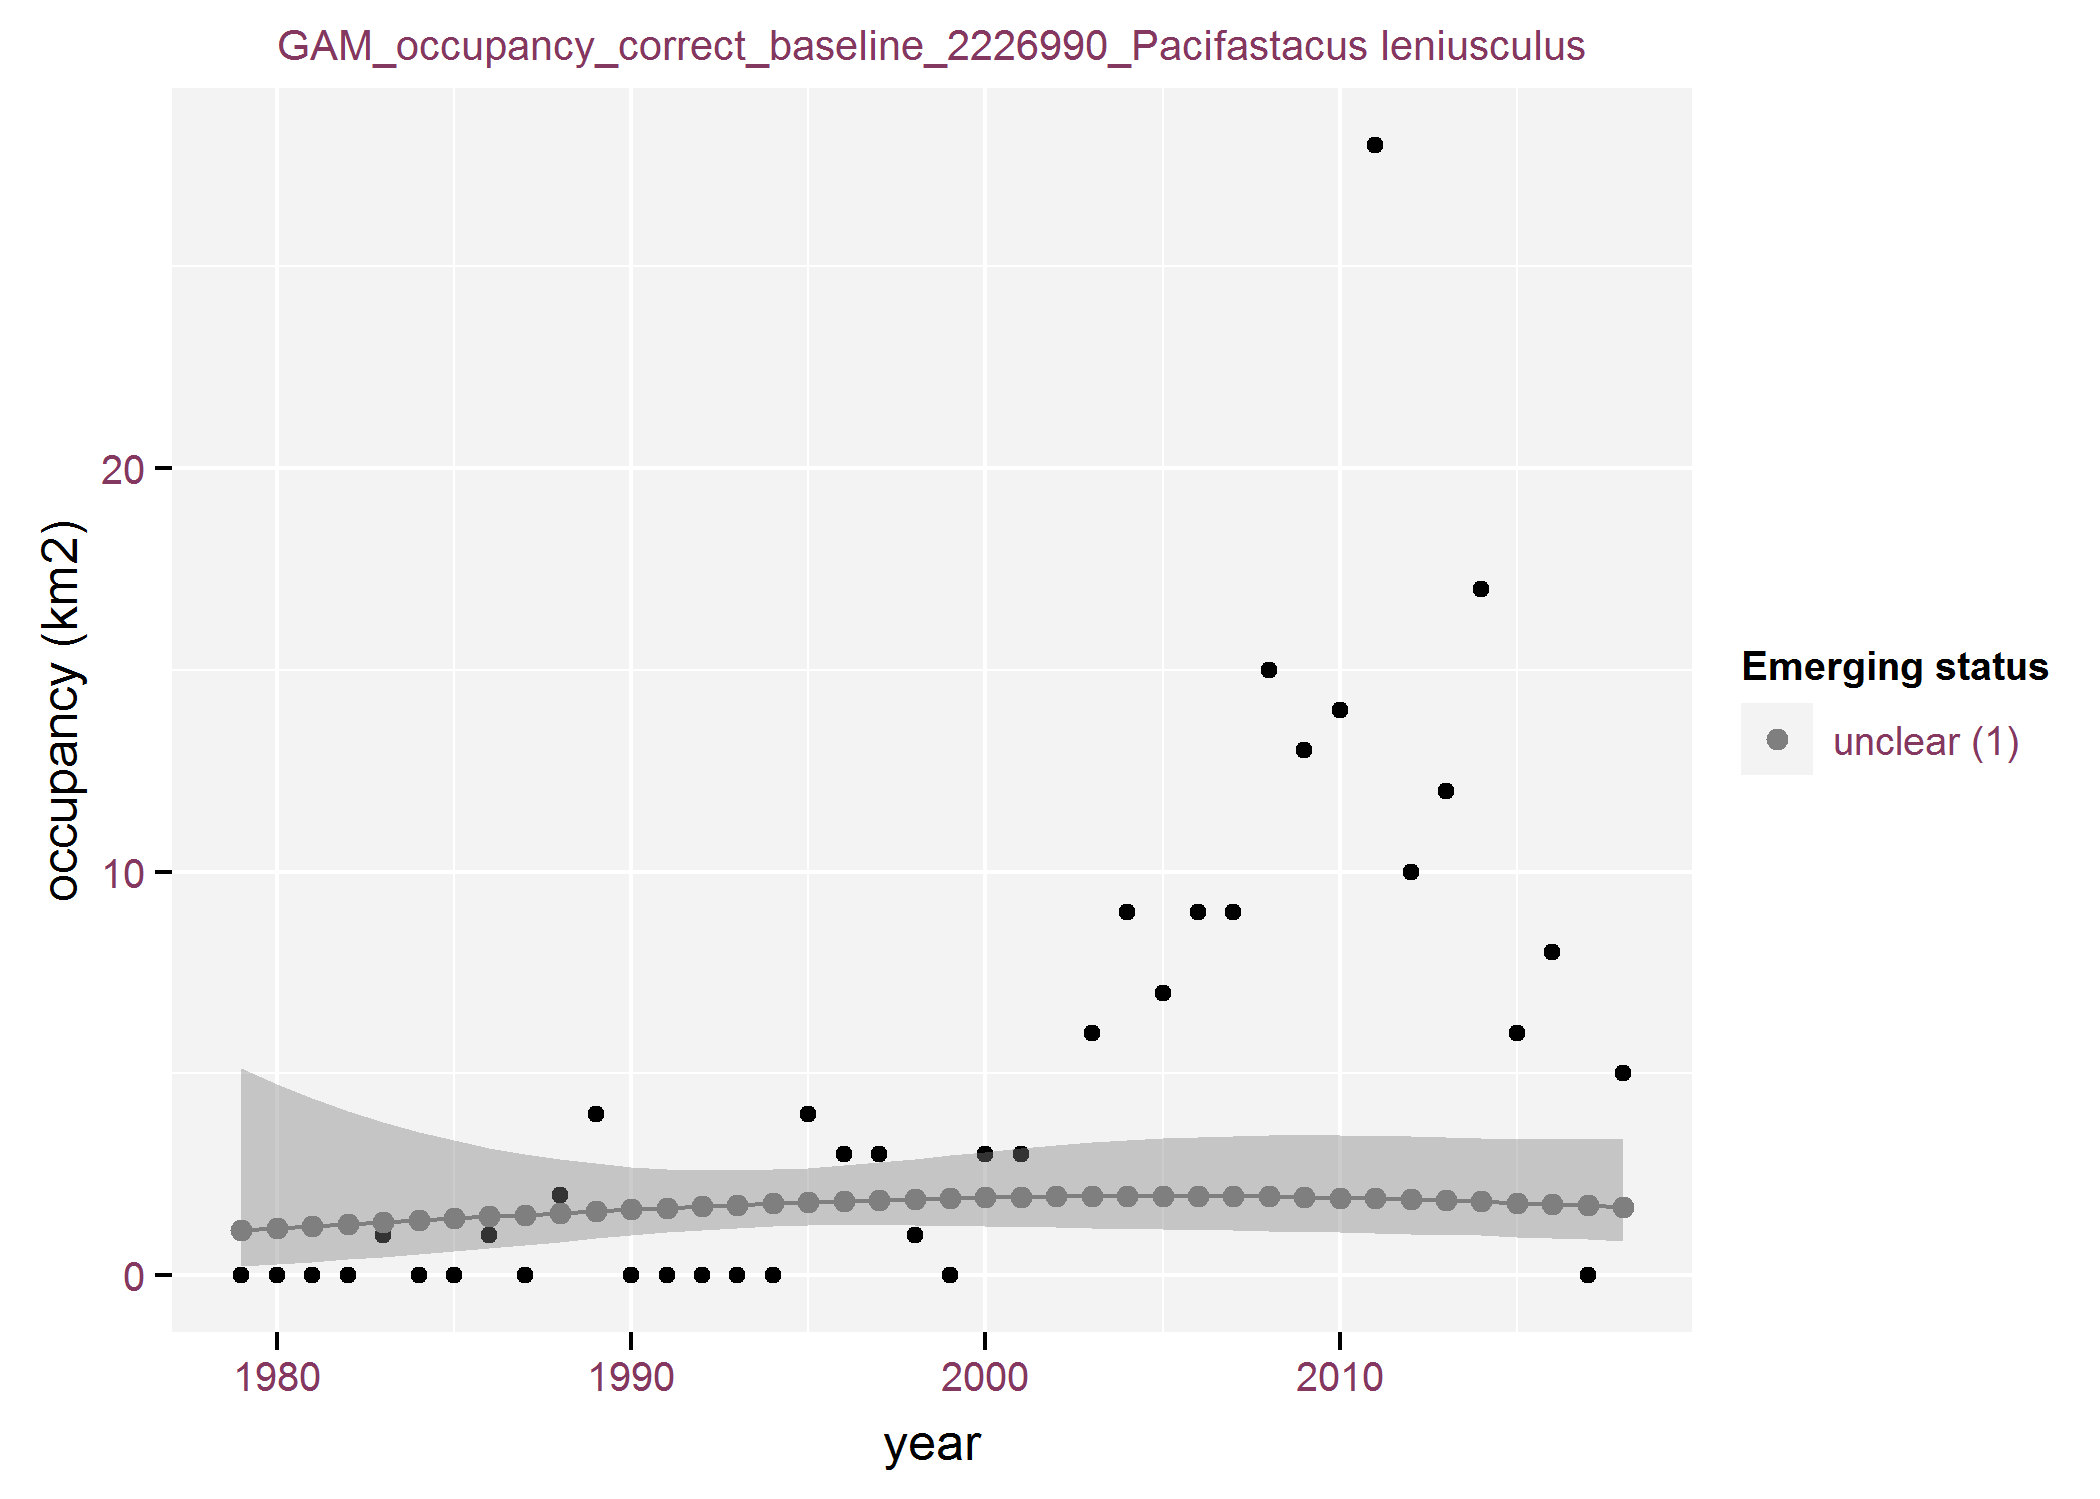 GAM_occupancy_correct_baseline_2226990_Pacifastacus leniusculus
occupancy (km2)
20
10
0
1980 1990 2000 2010
year
Emerging status
unclear (1)